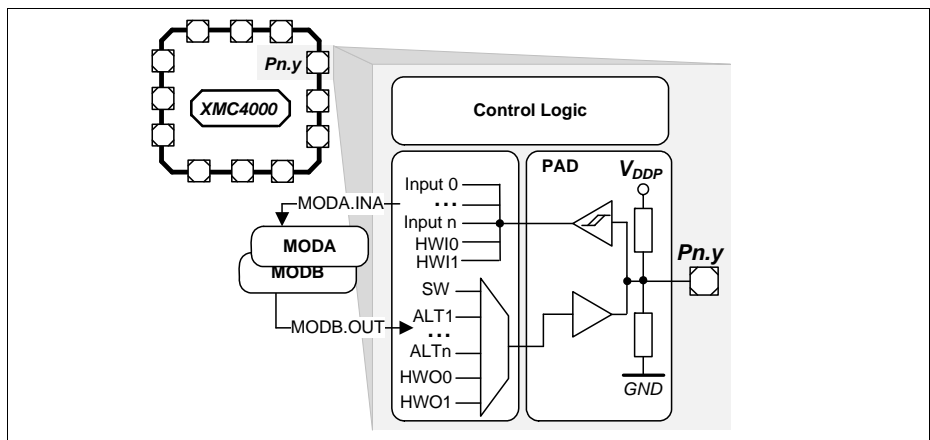 Pn.y
XMC4000
Control Logic
PAD
VDDP
Input 0
...
Input n
HWI0
HWI1
MODA.INA
MODA
MODB
MODB.OUT
SW
ALT1
...
ALTn
HWO0
HWO1
Pn.y
GND